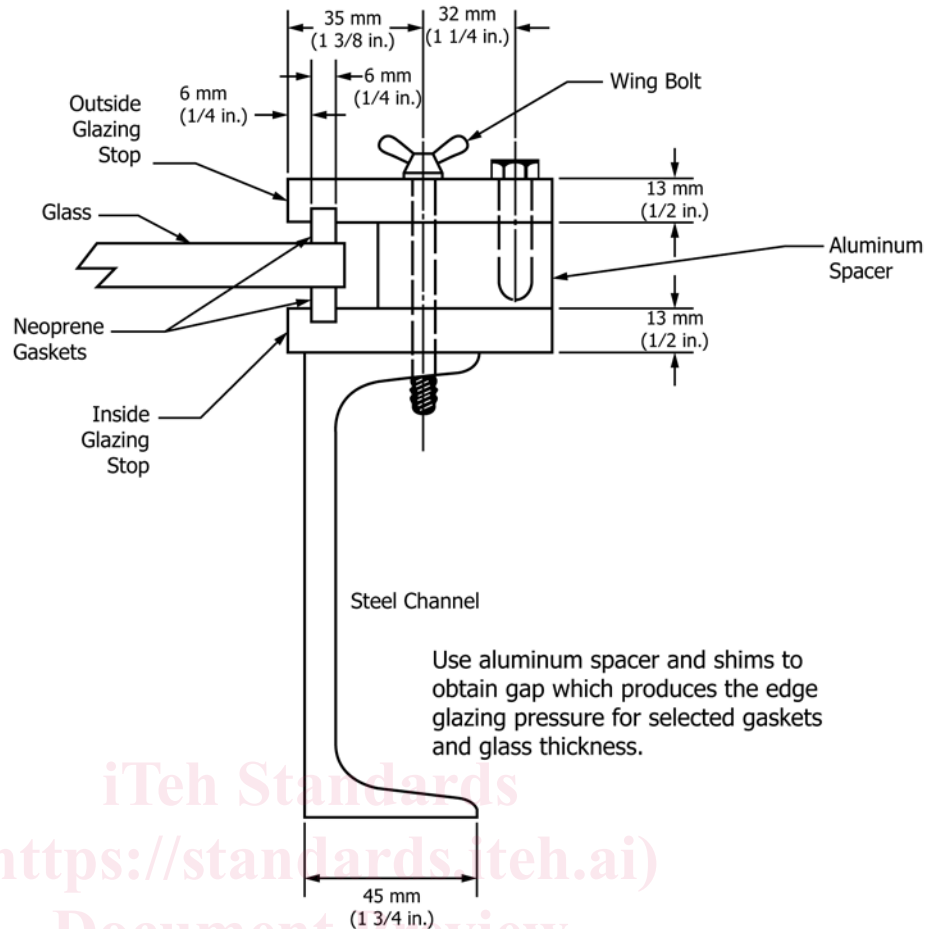 35 mm
(1 3/8 in.)
32 mm
(1 1/4 in.)
6 mm
(1/4 in.)
6 mm
(1/4 in.)
Wing Bolt
Outside
Glazing
Stop
13 mm
(1/2 in.)
Glass
Aluminum
Spacer
Neoprene
Gaskets
13 mm
(1/2 in.)
Inside
Glazing
Stop
Steel Channel
Use aluminum spacer and shims to
obtain gap which produces the edge
glazing pressure for selected gaskets
and glass thickness.
iTeh Standards
https://standards.iteh.ai)
45 mm
(1 3/4 in.)
Document Preview